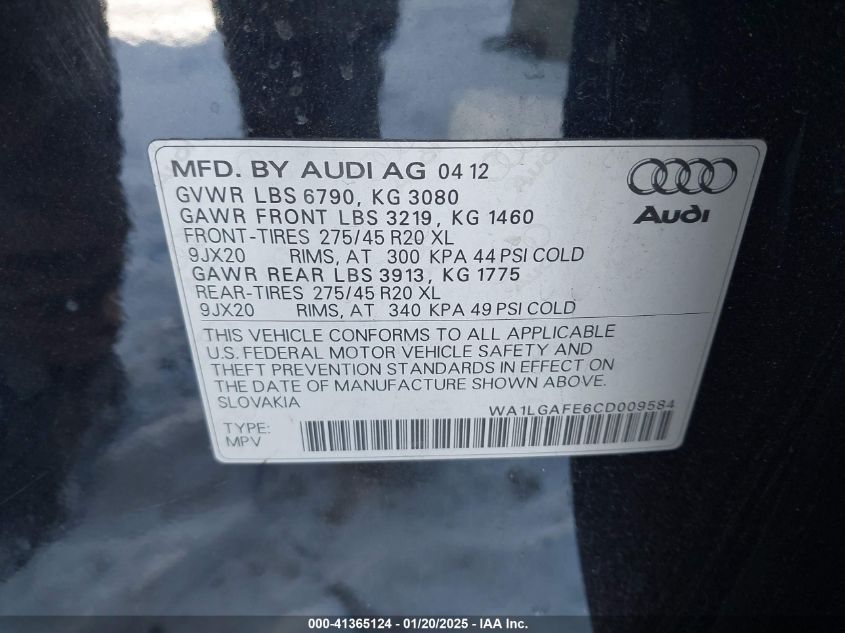 MFD. BY AUDI AG 04 12
GVWR LBS 6790, KG 3080
GAWR FRONT LBS 3219, KG 1460
FRONT-TIRES 275/45 R20 XL
9JX20 RIMS, AT 300 KPA 44 PSI COLD
GAWR REAR LBS 3913, KG 1775
REAR-TIRES 275/45 R20 XL
9JX20 RIMS, AT 340 KPA 49 PSI COLD
THIS VEHICLE CONFORMS TO ALL APPLICABLE
U.S. FEDERAL MOTOR VEHICLE SAFETY AND
THEFT PREVENTION STANDARDS IN EFFECT ON
THE DATE OF MANUFACTURE SHOWN ABOVE.
SLOVAKIA
WA1LGAFE6CD009584
TYPE:
MPV
Audi
000-41365124 - 01/20/2025 - IAA Inc.